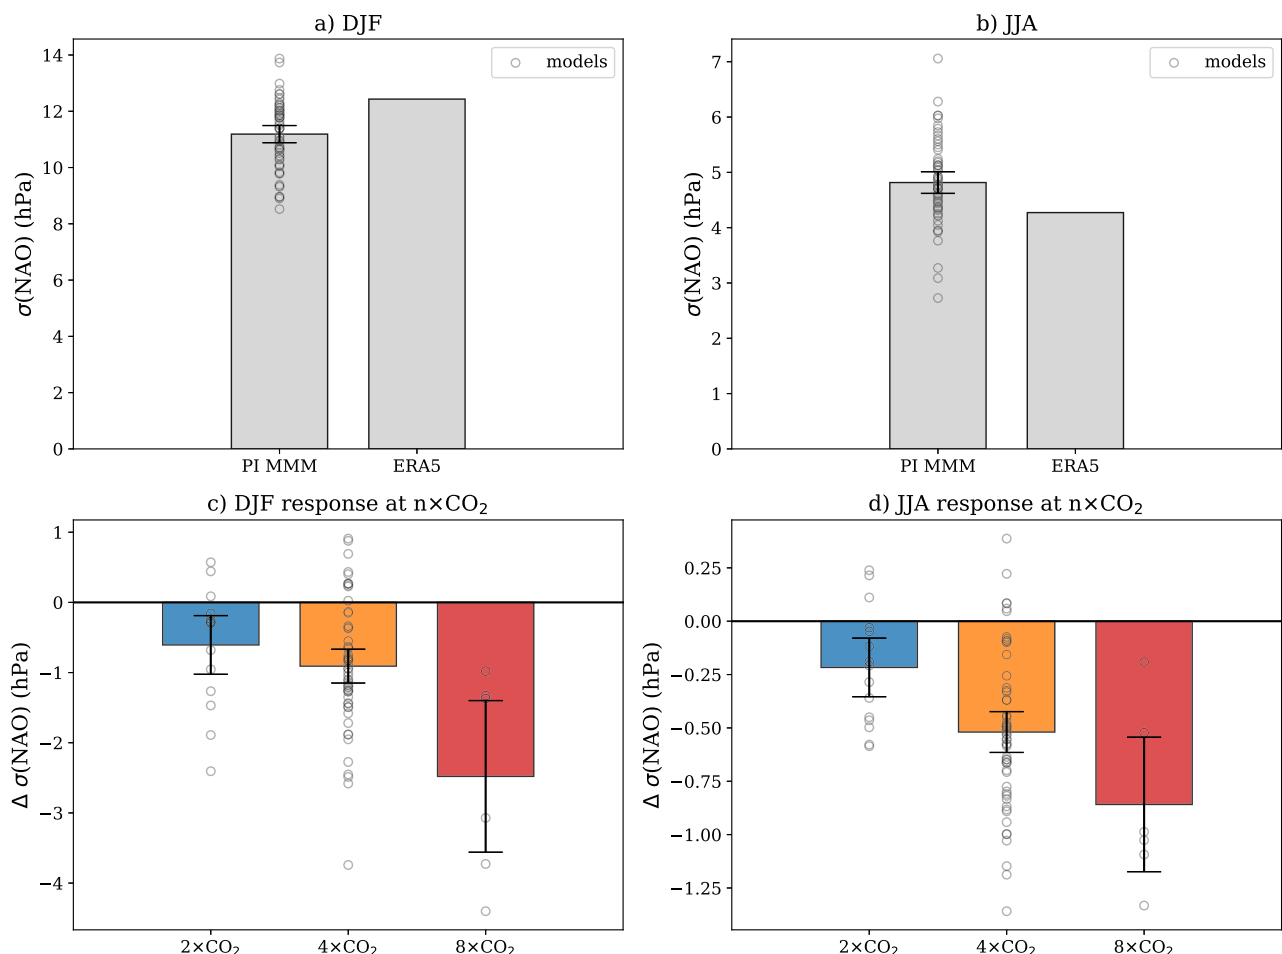 a) DJF
σ(NAO) (hPa)
14
12
10
8
6
4
2
0
models
PI MMM
ERA5
b) JJA
σ(NAO) (hPa)
7
6
5
4
3
2
1
0
models
PI MMM
ERA5
c) DJF response at n×CO₂
Δ σ(NAO) (hPa)
1
0
−1
−2
−3
−4
2×CO₂
4×CO₂
8×CO₂
d) JJA response at n×CO₂
Δ σ(NAO) (hPa)
0.25
0.00
−0.25
−0.50
−0.75
−1.00
−1.25
2×CO₂
4×CO₂
8×CO₂